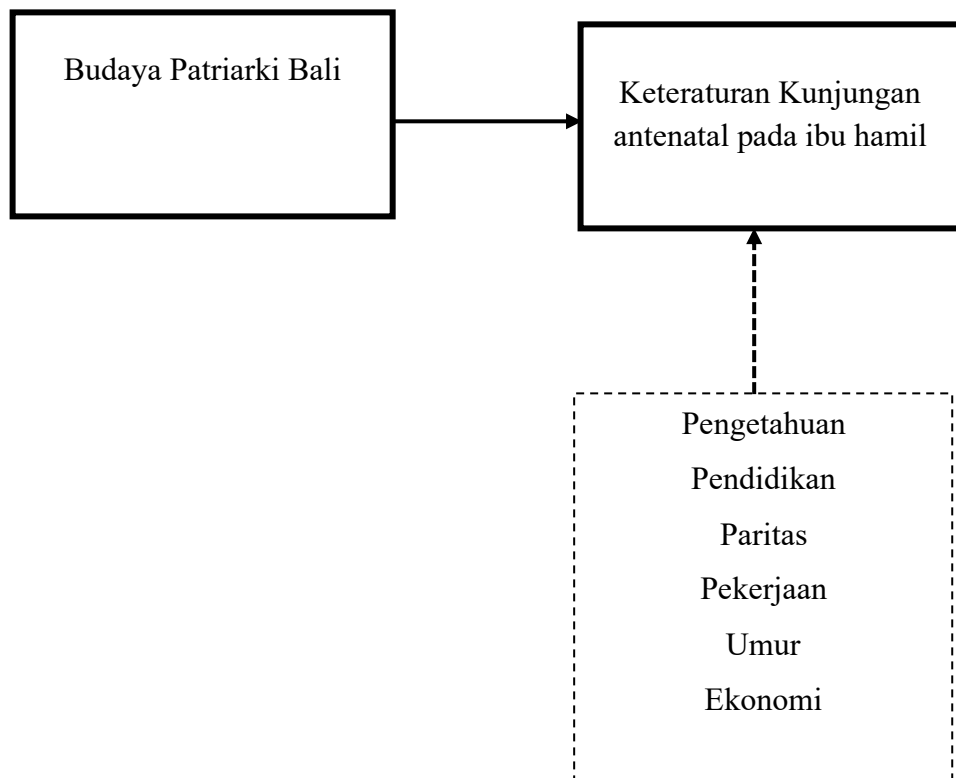 Budaya Patriarki Bali
Keteraturan Kunjungan
antenatal pada ibu hamil
Pengetahuan
Pendidikan
Paritas
Pekerjaan
Umur
Ekonomi